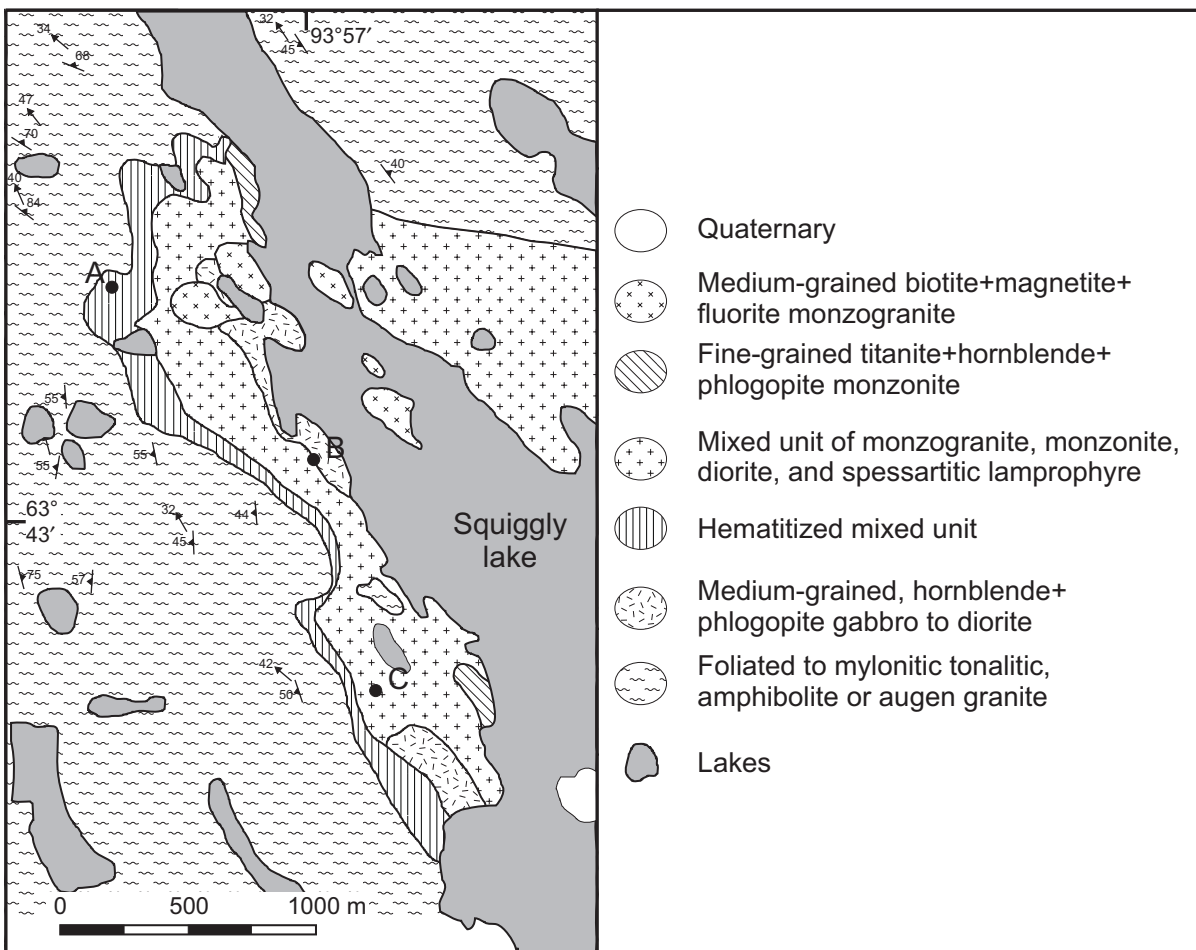 32
93°57′
34
45
68
47
70
40
40
84
A
55
B
55
55
63°
43′
32
44
45
Squiggly
lake
75
57
42
50
C
0 500 1000 m
Quaternary
Medium-grained biotite+magnetite+
fluorite monzogranite
Fine-grained titanite+hornblende+
phlogopite monzonite
Mixed unit of monzogranite, monzonite,
diorite, and spessartitic lamprophyre
Hematitized mixed unit
Medium-grained, hornblende+
phlogopite gabbro to diorite
Foliated to mylonitic tonalitic,
amphibolite or augen granite
Lakes